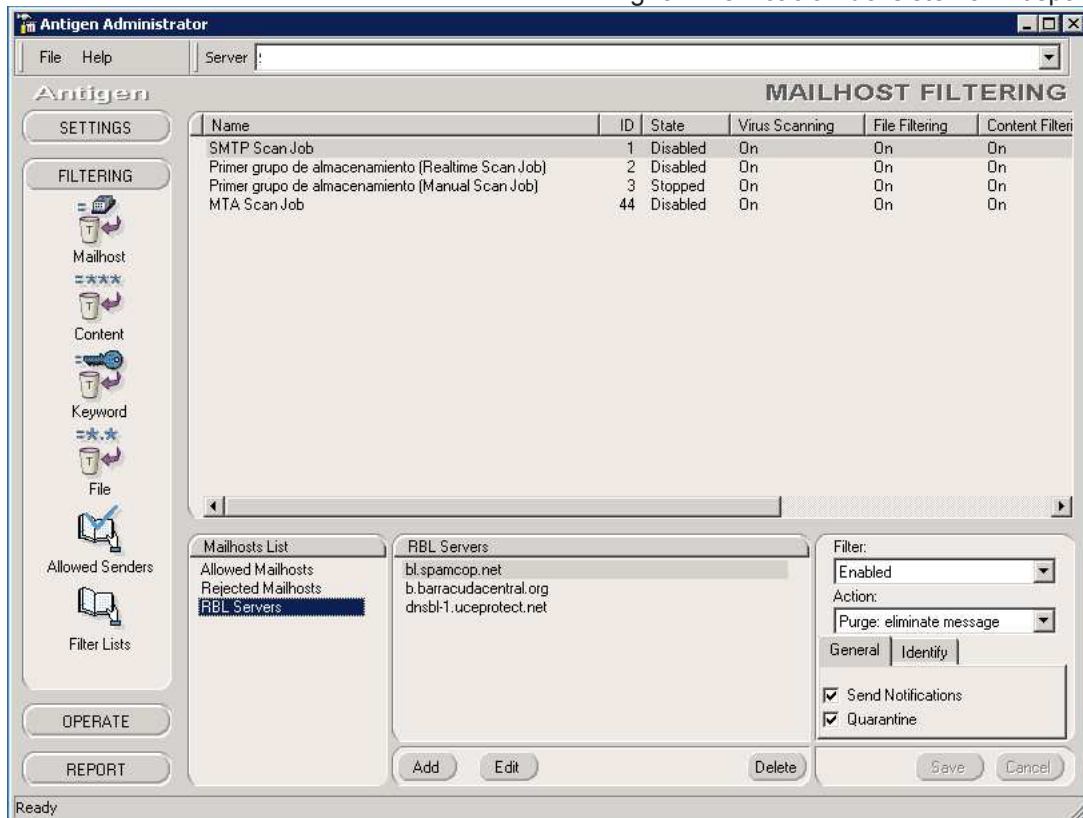 Antigen Administrator
File Help Server
Antigen MAILHOST FILTERING
SETTINGS
FILTERING
Mailhost
Content
Keyword
File
Allowed Senders
Filter Lists
OPERATE
REPORT
Name ID State Virus Scanning File Filtering Content Filteri
SMTP Scan Job 1 Disabled On On On
Primer grupo de almacenamiento (Realtime Scan Job) 2 Disabled On On On
Primer grupo de almacenamiento (Manual Scan Job) 3 Stopped On On On
MTA Scan Job 44 Disabled On On On
Mailhosts List
Allowed Mailhosts
Rejected Mailhosts
RBL Servers
RBL Servers
bl.spamcop.net
b.barracudacentral.org
dnsbl-1.uceprotect.net
Add Edit Delete
Filter:
Enabled
Action:
Purge: eliminate message
General Identify
Send Notifications
Quarantine
Save Cancel
Ready